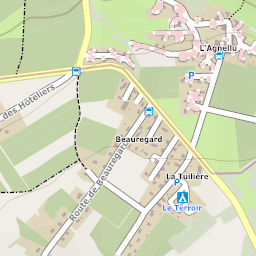 L'Agnellu
P
des Hôteliers
Beauregard
Route de Beauregard
La Tuilière
P
Le Terroir